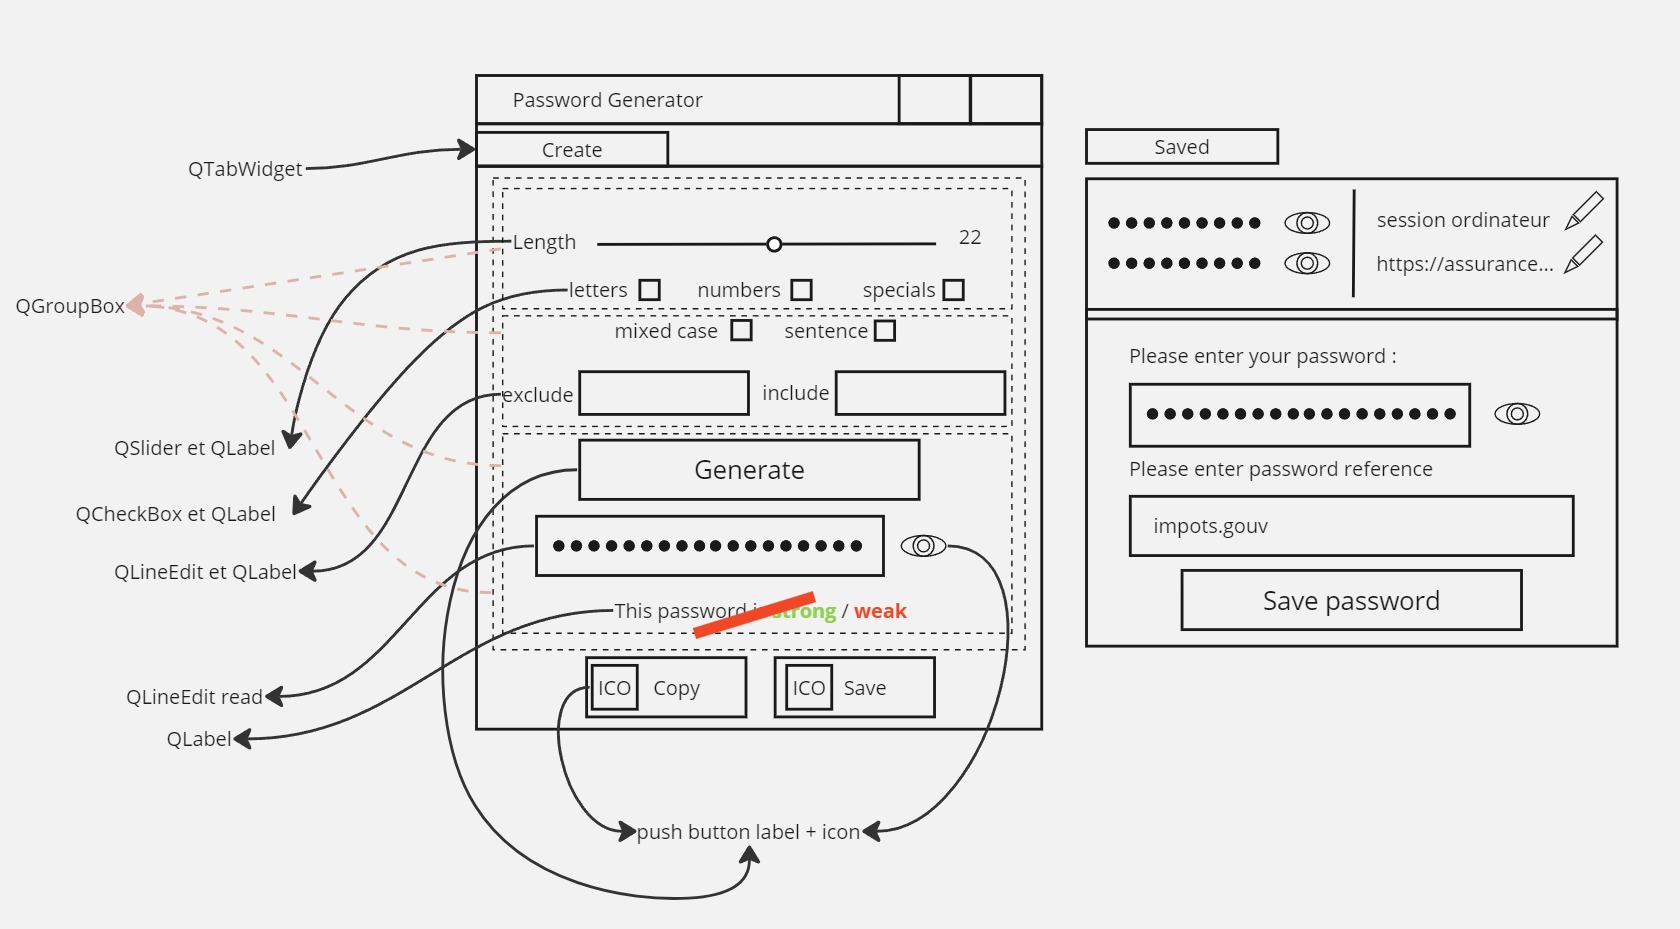 Password Generator
Create
QTabWidget
Length
22
letters
numbers
specials
mixed case
sentence
exclude
include
Generate
This password is strong / weak
ICO
Copy
ICO
Save
QGroupBox
QSlider et QLabel
QCheckBox et QLabel
QLineEdit et QLabel
QLineEdit read
QLabel
push button label + icon
Saved
session ordinateur
https://assurance...
Please enter your password :
Please enter password reference
impots.gouv
Save password